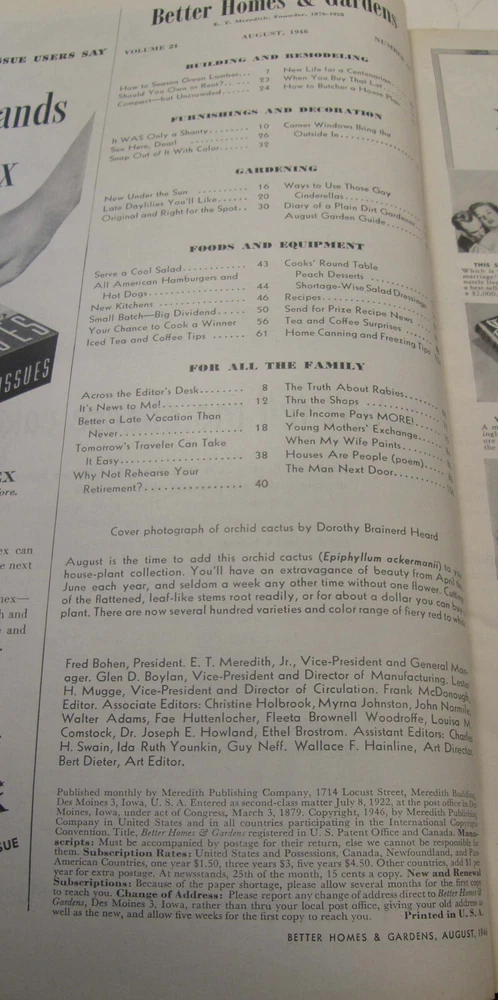 SSUE USERS SAY
ands
X
ISSUES
EX
ore.
ex can
e next
nex—
h and
and
SUE
Better Homes & Gardens
E. T. Meredith, Founder, 1876-1928
VOLUME 24
AUGUST, 1946
BUILDING AND REMODELING
How to Season Green Lumber... 7
Should You Own or Rent?... 23
Compact—but Uncrowded..... 24
New Life for a Centenarian
When You Buy That Lot...
How to Butcher a House Plan
FURNISHINGS AND DECORATION
It WAS Only a Shanty........ 10
See Here, Dear! ............ 26
Snap Out of It With Color...... 32
Corner Windows Bring the
Outside In..........
GARDENING
New Under the Sun .......... 16
Late Daylilies You'll Like...... 20
Original and Right for the Spot.. 30
Ways to Use Those Gay
Cinderellas..........
Diary of a Plain Dirt Gardener
August Garden Guide......
FOODS AND EQUIPMENT
Serve a Cool Salad........... 43
All American Hamburgers and
Hot Dogs................ 44
New Kitchens .............. 46
Small Batch—Big Dividend..... 50
Your Chance to Cook a Winner 56
Iced Tea and Coffee Tips ...... 61
Cooks' Round Table
Peach Desserts ..........
Shortage-Wise Salad Dressings
Recipes..................
Send for Prize Recipe News
Tea and Coffee Surprises .....
Home Canning and Freezing Tips
FOR ALL THE FAMILY
Across the Editor's Desk........ 8
It's News to Me!.............. 12
Better a Late Vacation Than
Never.................... 18
Tomorrow's Traveler Can Take
It Easy.................... 38
Why Not Rehearse Your
Retirement?................ 40
The Truth About Rabies.......
Thru the Shops .............
Life Income Pays MORE!......
Young Mothers' Exchange......
When My Wife Paints........
Houses Are People (poem).....
The Man Next Door..........
Cover photograph of orchid cactus by Dorothy Brainerd Heard
August is the time to add this orchid cactus (Epiphyllum ackermanii) to your
house-plant collection. You'll have an extravagance of beauty from April to
June each year, and seldom a week any other time without one flower. Cuttings
of the flattened, leaf-like stems root readily, or for about a dollar you can buy
plant. There are now several hundred varieties and color range of fiery red to white
Fred Bohen, President. E. T. Meredith, Jr., Vice-President and General Man-
ager. Glen D. Boylan, Vice-President and Director of Manufacturing. Lester
H. Mugge, Vice-President and Director of Circulation. Frank McDonough,
Editor. Associate Editors: Christine Holbrook, Myrna Johnston, John Normile,
Walter Adams, Fae Huttenlocher, Fleeta Brownell Woodroffe, Louisa M.
Comstock, Dr. Joseph E. Howland, Ethel Brostrom. Assistant Editors: Charles
H. Swain, Ida Ruth Younkin, Guy Neff. Wallace F. Hainline, Art Director
Bert Dieter, Art Editor.
Published monthly by Meredith Publishing Company, 1714 Locust Street, Meredith Building,
Des Moines 3, Iowa, U. S. A. Entered as second-class matter July 8, 1922, at the post office in Des
Moines, Iowa, under act of Congress, March 3, 1879. Copyright, 1946, by Meredith Publishing
Company in United States and in all countries participating in the International Copyright
Convention. Title, Better Homes & Gardens registered in U. S. Patent Office and Canada. Manu-
scripts: Must be accompanied by postage for their return, else we cannot be responsible for
them. Subscription Rates: United States and Possessions, Canada, Newfoundland, and Pan-
American Countries, one year $1.50, three years $3, five years $4.50. Other countries, add $1 per
year for extra postage. At newsstands, 25th of the month, 15 cents a copy. New and Renewal
Subscriptions: Because of the paper shortage, please allow several months for the first copy
to reach you. Change of Address: Please report any change of address direct to Better Homes &
Gardens, Des Moines 3, Iowa, rather than thru your local post office, giving your old address as
well as the new, and allow five weeks for the first copy to reach you. Printed in U. S. A.
BETTER HOMES & GARDENS, AUGUST, 1946